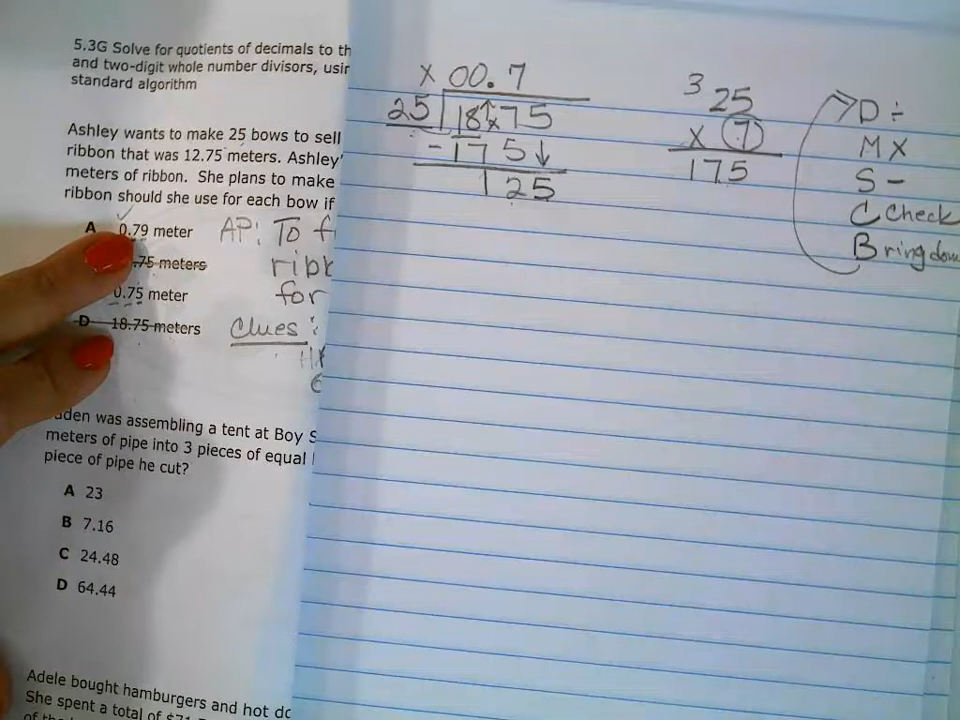 5.3G Solve for quotients of decimals to th
and two-digit whole number divisors, usir
standard algorithm
Ashley wants to make 25 bows to sell
ribbon that was 12.75 meters. Ashley'
meters of ribbon. She plans to make
ribbon should she use for each bow if
A 0.79 meter
.75 meters
0.75 meter
D 18.75 meters
AP: To f
ribb
for
Clues:
aden was assembling a tent at Boy S
meters of pipe into 3 pieces of equal
piece of pipe he cut?
A 23
B 7.16
C 24.48
D 64.44
Adele bought hamburgers and hot do
She spent a total of $71
X 00.7
25 18.75
-175↓
125
3
25
X 7
175
D ÷
M X
S -
C Check
Bring down